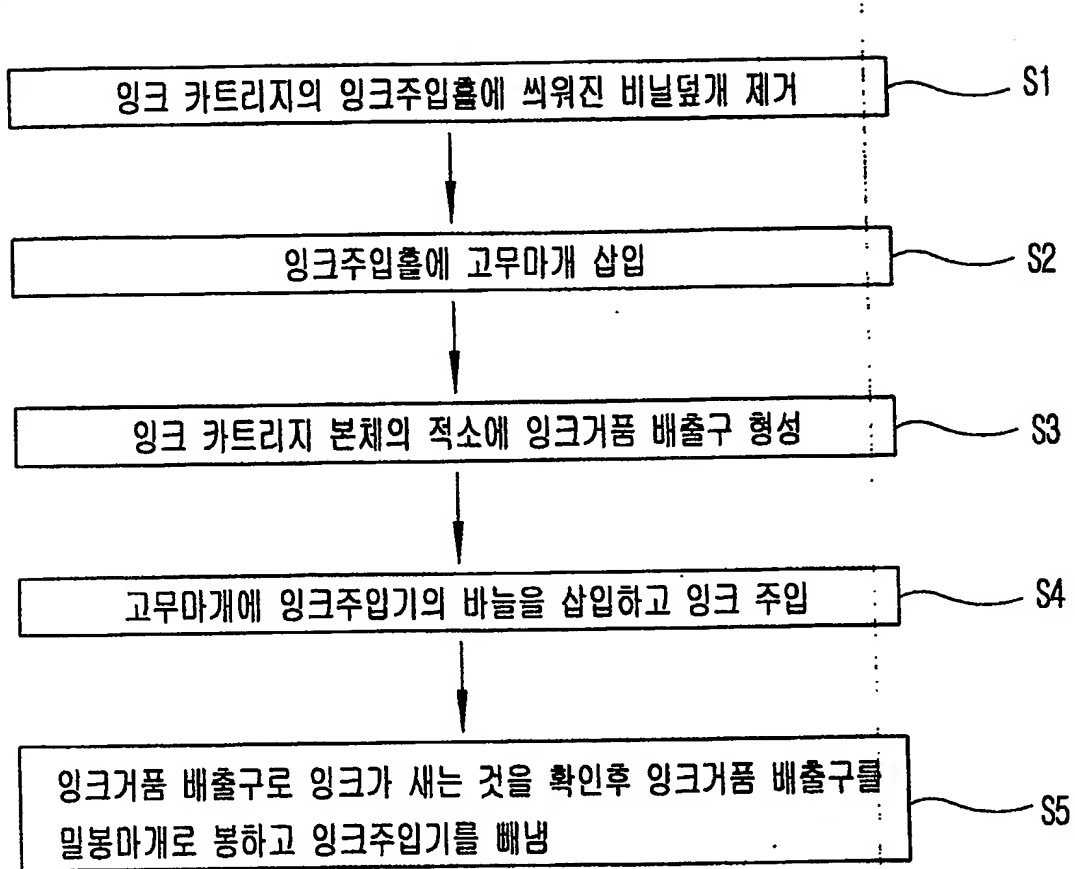 잉크 카트리지의 잉크주입홀에 씌워진 비닐덮개 제거
S1
잉크주입홀에 고무마개 삽입
S2
잉크 카트리지 본체의 적소에 잉크거품 배출구 형성
S3
고무마개에 잉크주입기의 바늘을 삽입하고 잉크 주입
S4
잉크거품 배출구로 잉크가 새는 것을 확인후 잉크거품 배출구를
밀봉마개로 봉하고 잉크주입기를 빼냄
S5